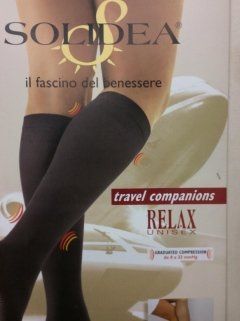 SOLIDEA®
il fascino del benessere
travel companions
RELAX
UNISEX
GRADUATED COMPRESSION